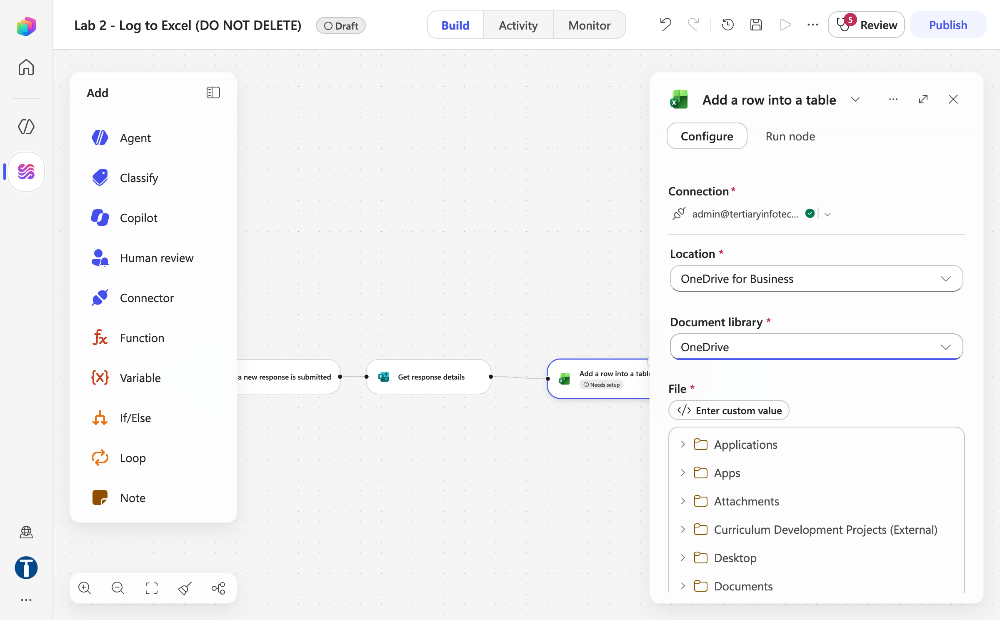 Lab 2 - Log to Excel (DO NOT DELETE)
Draft
Build
Activity
Monitor
5
Review
Publish
Add
Agent
Classify
Copilot
Human review
Connector
Function
Variable
If/Else
Loop
Note
a new response is submitted
Get response details
Add a row into a table
Needs setup
Add a row into a table
Configure
Run node
Connection *
admin@tertiaryinfotec...
Location *
OneDrive for Business
Document library *
OneDrive
File *
</> Enter custom value
Applications
Apps
Attachments
Curriculum Development Projects (External)
Desktop
Documents